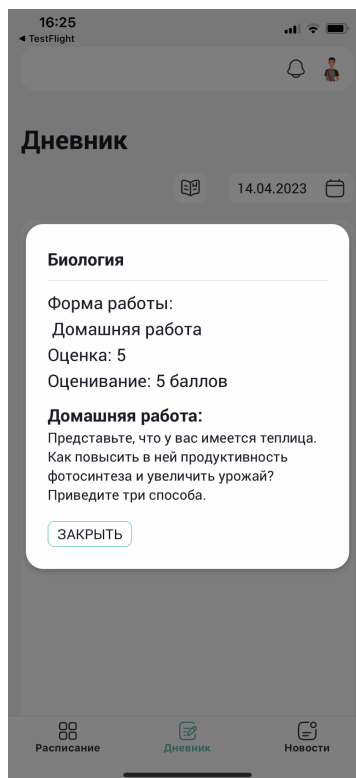 16:25
◀ TestFlight
Дневник
14.04.2023
Биология
Форма работы:
Домашняя работа
Оценка: 5
Оценивание: 5 баллов
Домашняя работа:
Представьте, что у вас имеется теплица.
Как повысить в ней продуктивность
фотосинтеза и увеличить урожай?
Приведите три способа.
ЗАКРЫТЬ
Расписание
Дневник
Новости